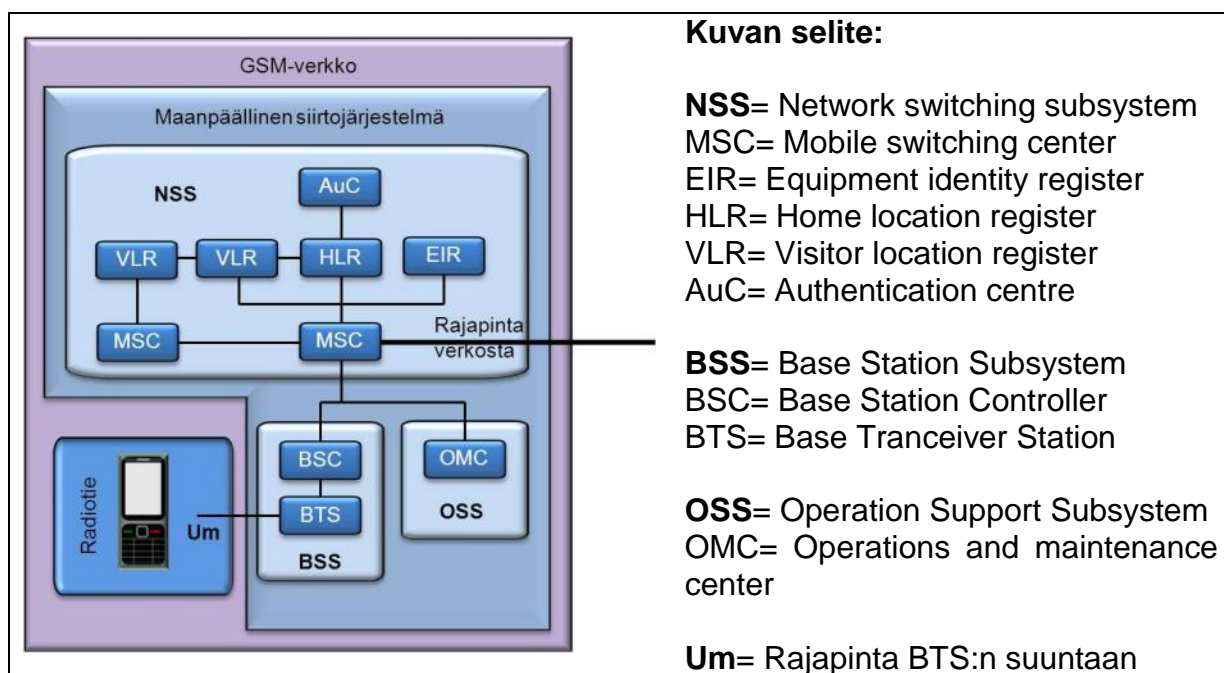 GSM-verkko
Maanpäällinen siirtojärjestelmä
NSS
AuC
VLR
VLR
HLR
EIR
MSC
MSC
Rajapinta
verkosta
BSC
BTS
BSS
OMC
OSS
Radiotie
Um
Kuvan selite:
NSS= Network switching subsystem
MSC= Mobile switching center
EIR= Equipment identity register
HLR= Home location register
VLR= Visitor location register
AuC= Authentication centre
BSS= Base Station Subsystem
BSC= Base Station Controller
BTS= Base Tranceiver Station
OSS= Operation Support Subsystem
OMC= Operations and maintenance
center
Um= Rajapinta BTS:n suuntaan